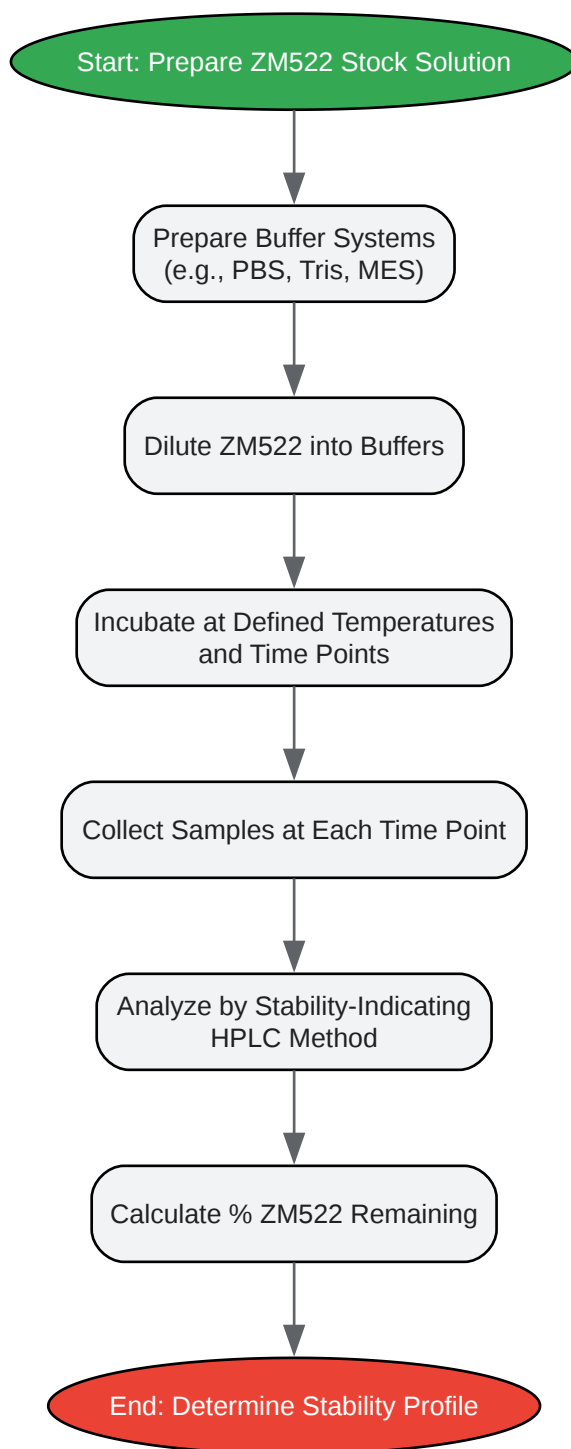 Start: Prepare ZM522 Stock Solution
Prepare Buffer Systems
(e.g., PBS, Tris, MES)
Dilute ZM522 into Buffers
Incubate at Defined Temperatures
and Time Points
Collect Samples at Each Time Point
Analyze by Stability-Indicating
HPLC Method
Calculate % ZM522 Remaining
End: Determine Stability Profile